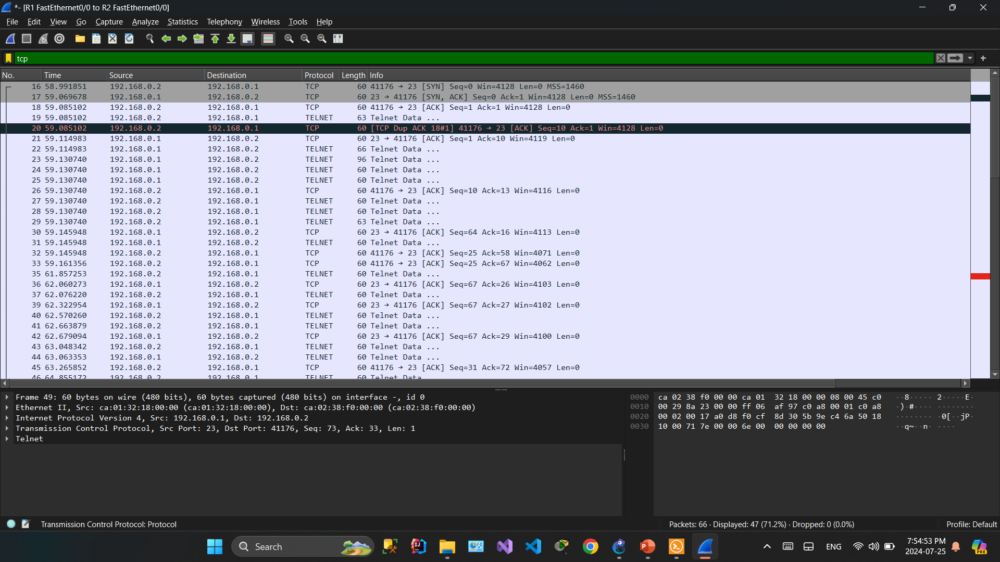 *- [R1 FastEthernet0/0 to R2 FastEthernet0/0]
File Edit View Go Capture Analyze Statistics Telephony Wireless Tools Help
tcp
No. Time Source Destination Protocol Length Info
16 58.991851 192.168.0.2 192.168.0.1 TCP 60 41176 → 23 [SYN] Seq=0 Win=4128 Len=0 MSS=1460
17 59.069678 192.168.0.1 192.168.0.2 TCP 60 23 → 41176 [SYN, ACK] Seq=0 Ack=1 Win=4128 Len=0 MSS=1460
18 59.085102 192.168.0.2 192.168.0.1 TCP 60 41176 → 23 [ACK] Seq=1 Ack=1 Win=4128 Len=0
19 59.085102 192.168.0.2 192.168.0.1 TELNET 63 Telnet Data ...
20 59.085102 192.168.0.2 192.168.0.1 TCP 60 [TCP Dup ACK 18#1] 41176 → 23 [ACK] Seq=10 Ack=1 Win=4128 Len=0
21 59.114983 192.168.0.1 192.168.0.2 TCP 60 23 → 41176 [ACK] Seq=1 Ack=10 Win=4119 Len=0
22 59.114983 192.168.0.1 192.168.0.2 TELNET 66 Telnet Data ...
23 59.130740 192.168.0.1 192.168.0.2 TELNET 96 Telnet Data ...
24 59.130740 192.168.0.1 192.168.0.2 TELNET 60 Telnet Data ...
25 59.130740 192.168.0.1 192.168.0.2 TELNET 60 Telnet Data ...
26 59.130740 192.168.0.2 192.168.0.1 TCP 60 41176 → 23 [ACK] Seq=10 Ack=13 Win=4116 Len=0
27 59.130740 192.168.0.2 192.168.0.1 TELNET 60 Telnet Data ...
28 59.130740 192.168.0.2 192.168.0.1 TELNET 60 Telnet Data ...
29 59.130740 192.168.0.2 192.168.0.1 TELNET 63 Telnet Data ...
30 59.145948 192.168.0.1 192.168.0.2 TCP 60 23 → 41176 [ACK] Seq=64 Ack=16 Win=4113 Len=0
31 59.145948 192.168.0.1 192.168.0.2 TELNET 60 Telnet Data ...
32 59.145948 192.168.0.2 192.168.0.1 TCP 60 41176 → 23 [ACK] Seq=25 Ack=58 Win=4071 Len=0
33 59.161356 192.168.0.2 192.168.0.1 TCP 60 41176 → 23 [ACK] Seq=25 Ack=67 Win=4062 Len=0
35 61.857253 192.168.0.2 192.168.0.1 TELNET 60 Telnet Data ...
36 62.060273 192.168.0.1 192.168.0.2 TCP 60 23 → 41176 [ACK] Seq=67 Ack=26 Win=4103 Len=0
37 62.076220 192.168.0.2 192.168.0.1 TELNET 60 Telnet Data ...
39 62.322954 192.168.0.1 192.168.0.2 TCP 60 23 → 41176 [ACK] Seq=67 Ack=27 Win=4102 Len=0
40 62.570260 192.168.0.2 192.168.0.1 TELNET 60 Telnet Data ...
41 62.663879 192.168.0.2 192.168.0.1 TELNET 60 Telnet Data ...
42 62.679094 192.168.0.1 192.168.0.2 TCP 60 23 → 41176 [ACK] Seq=67 Ack=29 Win=4100 Len=0
43 63.048342 192.168.0.2 192.168.0.1 TELNET 60 Telnet Data ...
44 63.063353 192.168.0.1 192.168.0.2 TELNET 60 Telnet Data ...
45 63.265852 192.168.0.2 192.168.0.1 TCP 60 41176 → 23 [ACK] Seq=31 Ack=72 Win=4057 Len=0
46 64.855172 192.168.0.2 192.168.0.1 TELNET 60 Telnet Data
Frame 49: 60 bytes on wire (480 bits), 60 bytes captured (480 bits) on interface -, id 0
Ethernet II, Src: ca:01:32:18:00:00 (ca:01:32:18:00:00), Dst: ca:02:38:f0:00:00 (ca:02:38:f0:00:00)
Internet Protocol Version 4, Src: 192.168.0.1, Dst: 192.168.0.2
Transmission Control Protocol, Src Port: 23, Dst Port: 41176, Seq: 73, Ack: 33, Len: 1
Telnet
0000 ca 02 38 f0 00 00 ca 01 32 18 00 00 08 00 45 c0 ··8····· 2·····E·
0010 00 29 8a 23 00 00 ff 06 af 97 c0 a8 00 01 c0 a8 ·)·#···· ········
0020 00 02 00 17 a0 d8 f0 cf 8d 30 5b 9e c4 6a 50 18 ········ ·0[··jP·
0030 10 00 71 7e 00 00 6e 00 00 00 00 00 ··q~··n· ····
Transmission Control Protocol: Protocol
Packets: 66 · Displayed: 47 (71.2%) · Dropped: 0 (0.0%)
Profile: Default
Search
ENG
7:54:53 PM
2024-07-25
PRE